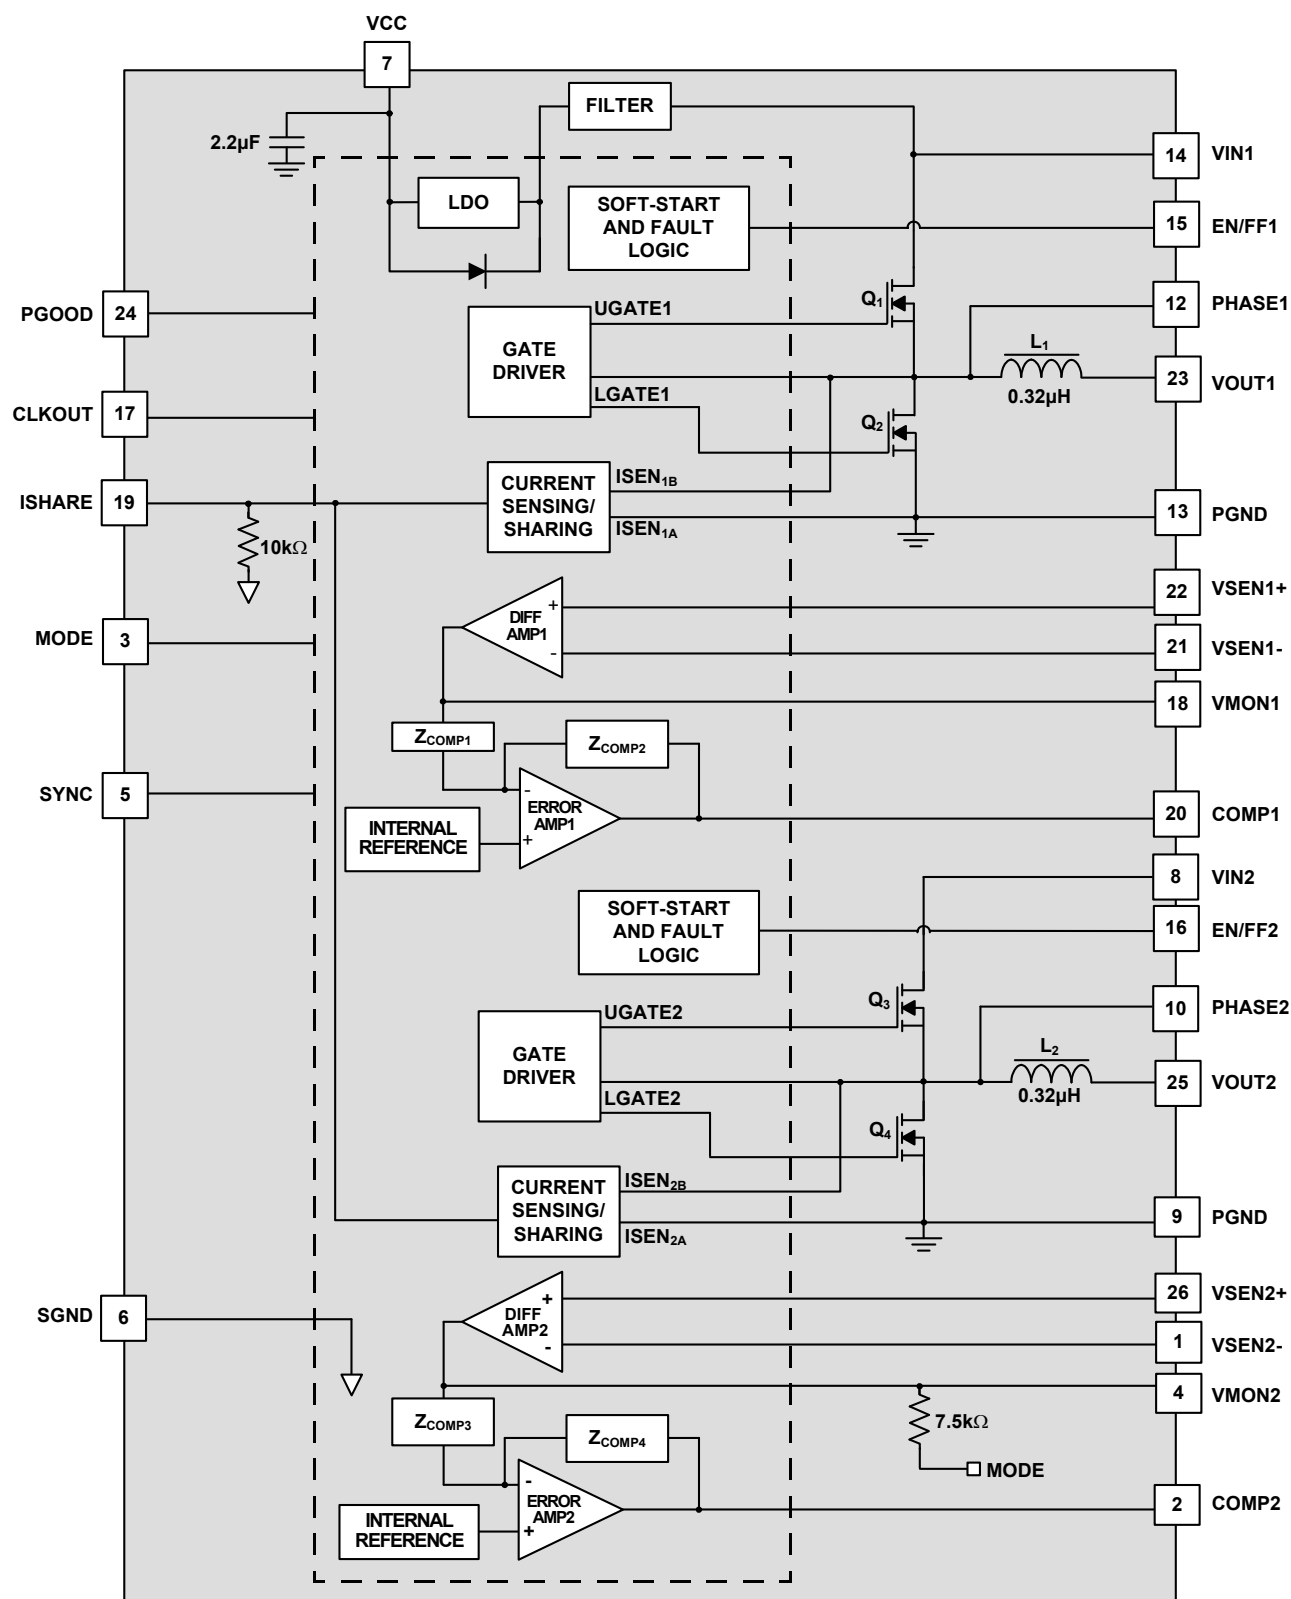 VCC
7
2.2µF
FILTER
LDO
SOFT-START
AND FAULT
LOGIC
14
VIN1
15
EN/FF1
PGOOD
24
UGATE1
GATE
DRIVER
LGATE1
Q1
12
PHASE1
L1
0.32µH
23
VOUT1
CLKOUT
17
Q2
ISHARE
19
10kΩ
CURRENT
SENSING/
SHARING
ISEN1B
ISEN1A
13
PGND
MODE
3
DIFF
AMP1
+
-
22
VSEN1+
21
VSEN1-
18
VMON1
ZCOMP1
ZCOMP2
SYNC
5
-
ERROR
AMP1
+
INTERNAL
REFERENCE
20
COMP1
8
VIN2
SOFT-START
AND FAULT
LOGIC
16
EN/FF2
UGATE2
GATE
DRIVER
LGATE2
Q3
10
PHASE2
L2
0.32µH
25
VOUT2
Q4
CURRENT
SENSING/
SHARING
ISEN2B
ISEN2A
9
PGND
SGND
6
DIFF
AMP2
+
-
26
VSEN2+
1
VSEN2-
4
VMON2
ZCOMP3
ZCOMP4
7.5kΩ
MODE
-
ERROR
AMP2
+
INTERNAL
REFERENCE
2
COMP2